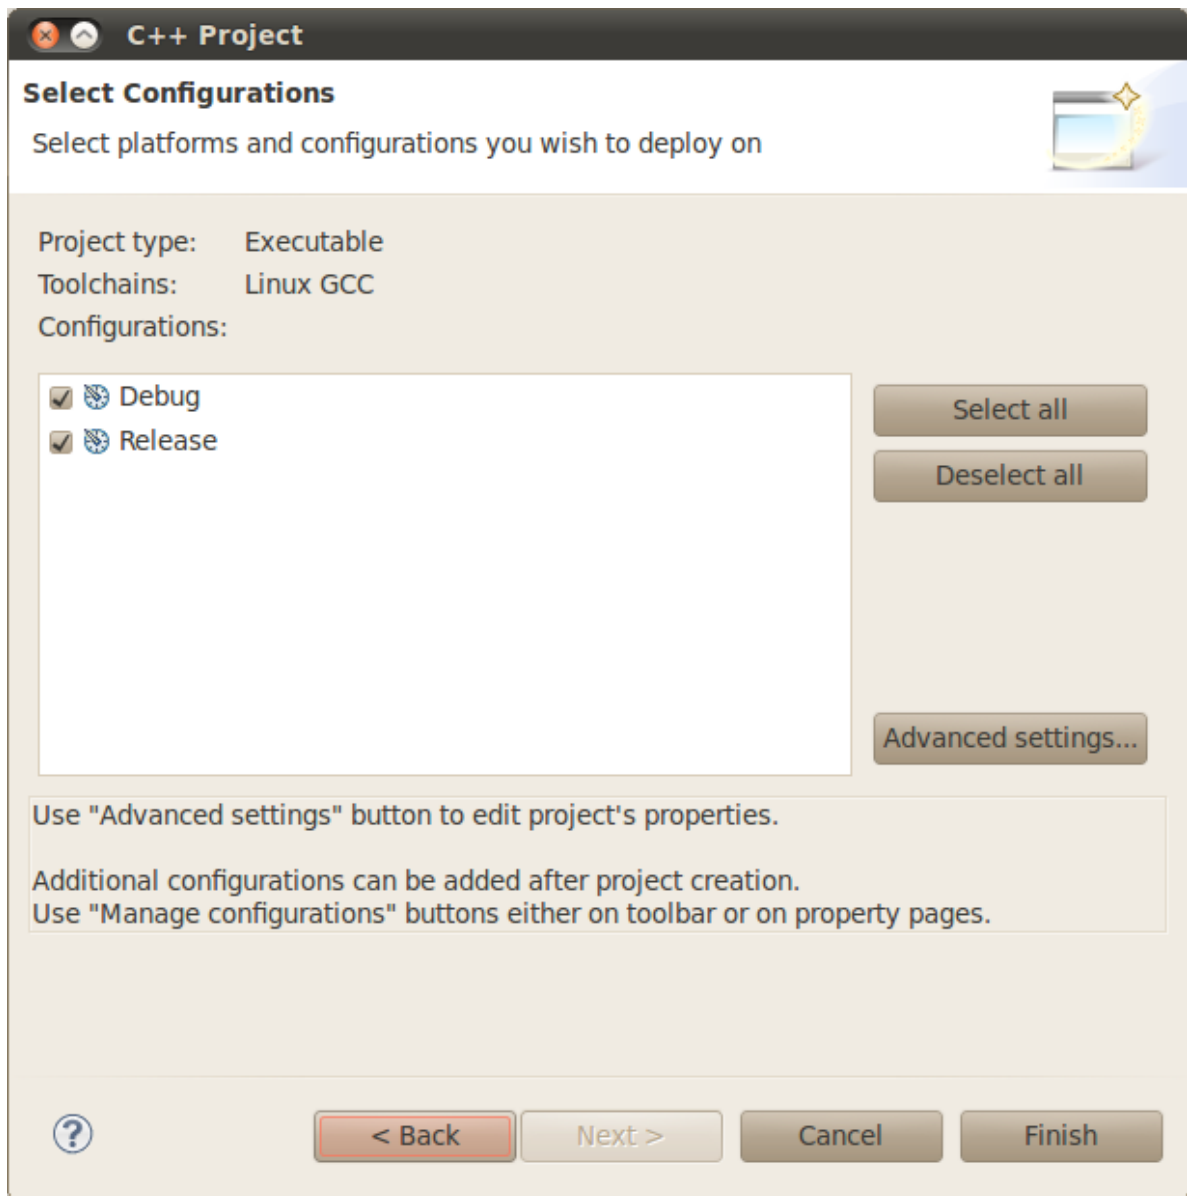 C++ Project
Select Configurations
Select platforms and configurations you wish to deploy on
Project type: Executable
Toolchains: Linux GCC
Configurations:
Debug
Release
Select all
Deselect all
Advanced settings...
Use "Advanced settings" button to edit project's properties.
Additional configurations can be added after project creation.
Use "Manage configurations" buttons either on toolbar or on property pages.
?
< Back
Next >
Cancel
Finish